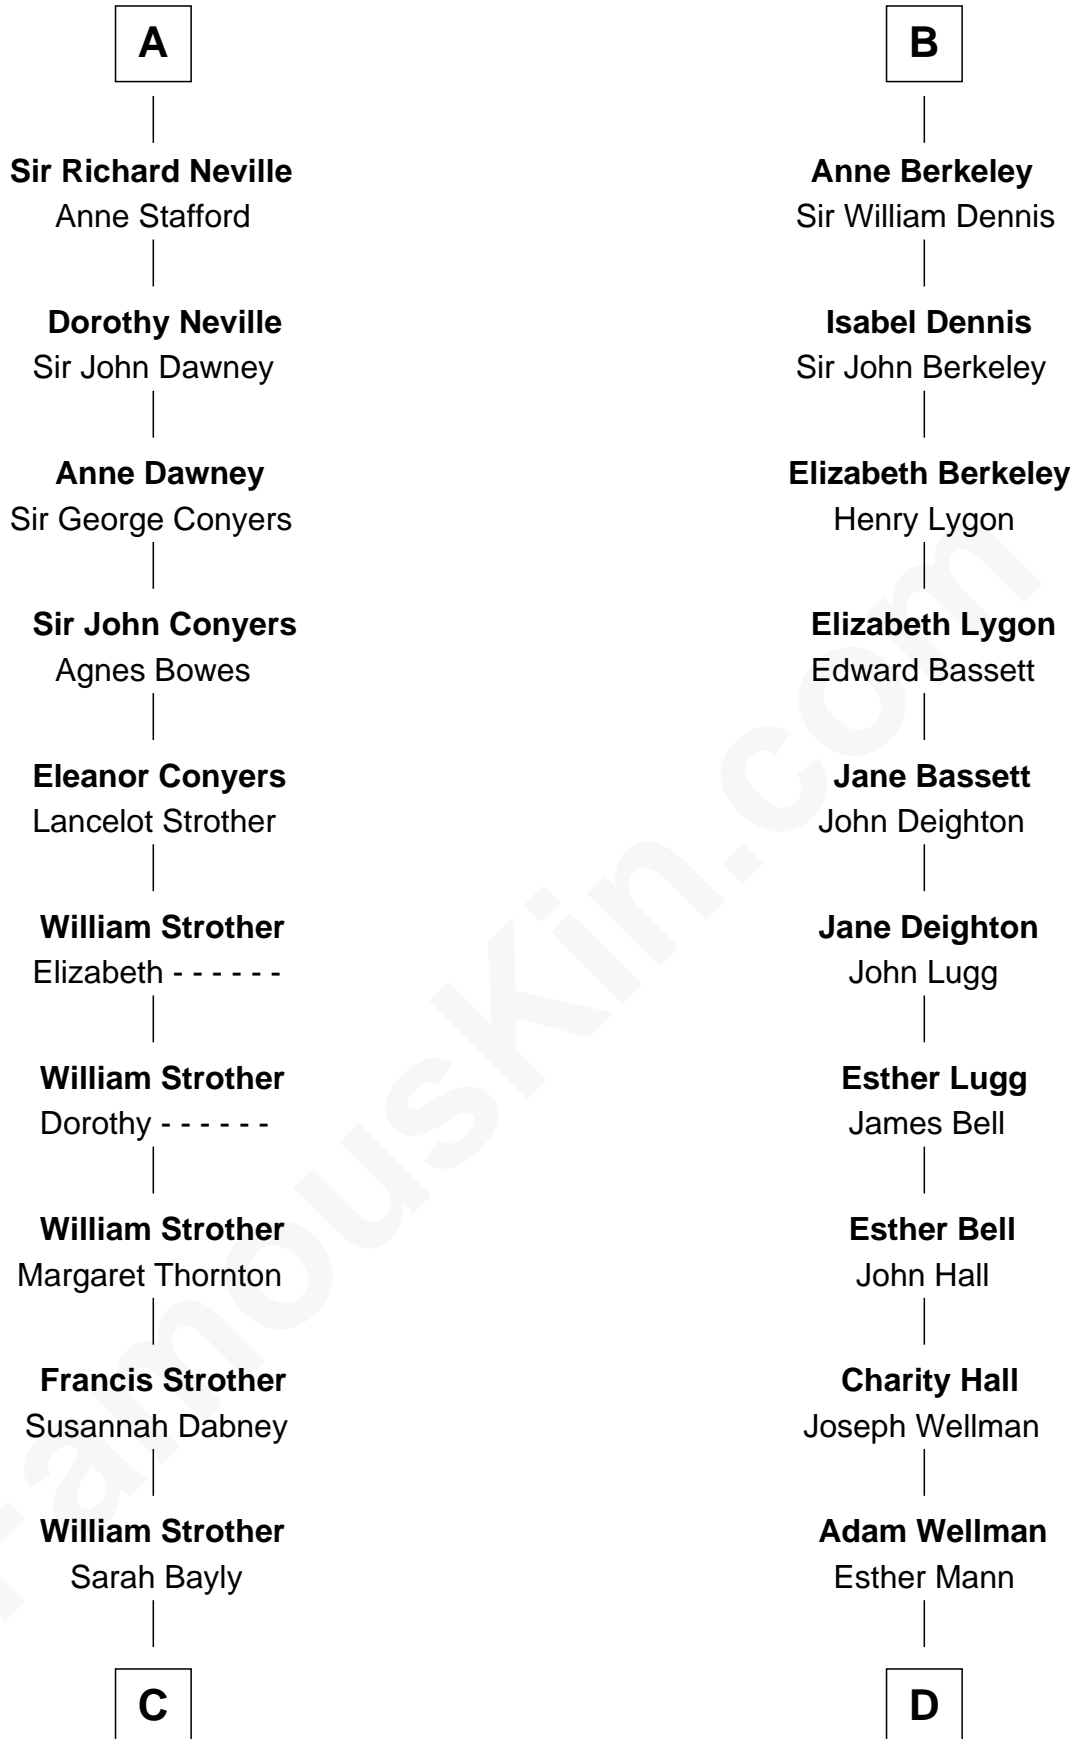 A
Sir Richard Neville
Anne Stafford
Dorothy Neville
Sir John Dawney
Anne Dawney
Sir George Conyers
Sir John Conyers
Agnes Bowes
Eleanor Conyers
Lancelot Strother
William Strother
Elizabeth - - - - - -
William Strother
Dorothy - - - - - -
William Strother
Margaret Thornton
Francis Strother
Susannah Dabney
William Strother
Sarah Bayly
C
B
Anne Berkeley
Sir William Dennis
Isabel Dennis
Sir John Berkeley
Elizabeth Berkeley
Henry Lygon
Elizabeth Lygon
Edward Bassett
Jane Bassett
John Deighton
Jane Deighton
John Lugg
Esther Lugg
James Bell
Esther Bell
John Hall
Charity Hall
Joseph Wellman
Adam Wellman
Esther Mann
D
FamousKin.com